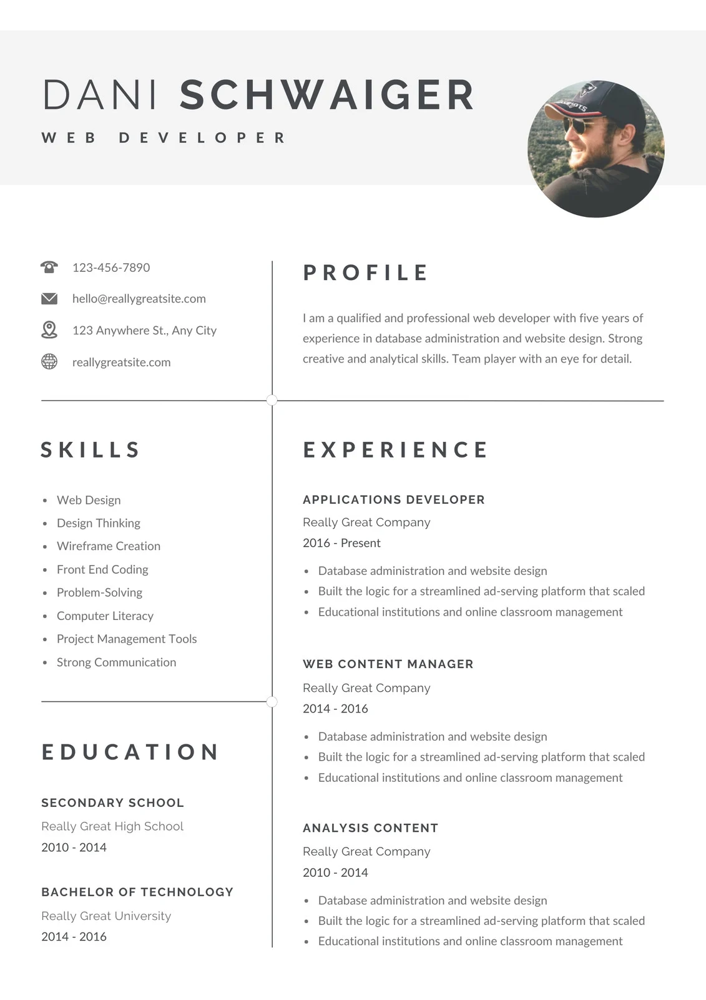 DANI SCHWAIGER
WEB DEVELOPER
PATRIOTS
123-456-7890
hello@reallygreatsite.com
123 Anywhere St., Any City
reallygreatsite.com
PROFILE
I am a qualified and professional web developer with five years of
experience in database administration and website design. Strong
creative and analytical skills. Team player with an eye for detail.
SKILLS
Web Design
Design Thinking
Wireframe Creation
Front End Coding
Problem-Solving
Computer Literacy
Project Management Tools
Strong Communication
EDUCATION
SECONDARY SCHOOL
Really Great High School
2010 - 2014
BACHELOR OF TECHNOLOGY
Really Great University
2014 - 2016
EXPERIENCE
APPLICATIONS DEVELOPER
Really Great Company
2016 - Present
Database administration and website design
Built the logic for a streamlined ad-serving platform that scaled
Educational institutions and online classroom management
WEB CONTENT MANAGER
Really Great Company
2014 - 2016
Database administration and website design
Built the logic for a streamlined ad-serving platform that scaled
Educational institutions and online classroom management
ANALYSIS CONTENT
Really Great Company
2010 - 2014
Database administration and website design
Built the logic for a streamlined ad-serving platform that scaled
Educational institutions and online classroom management